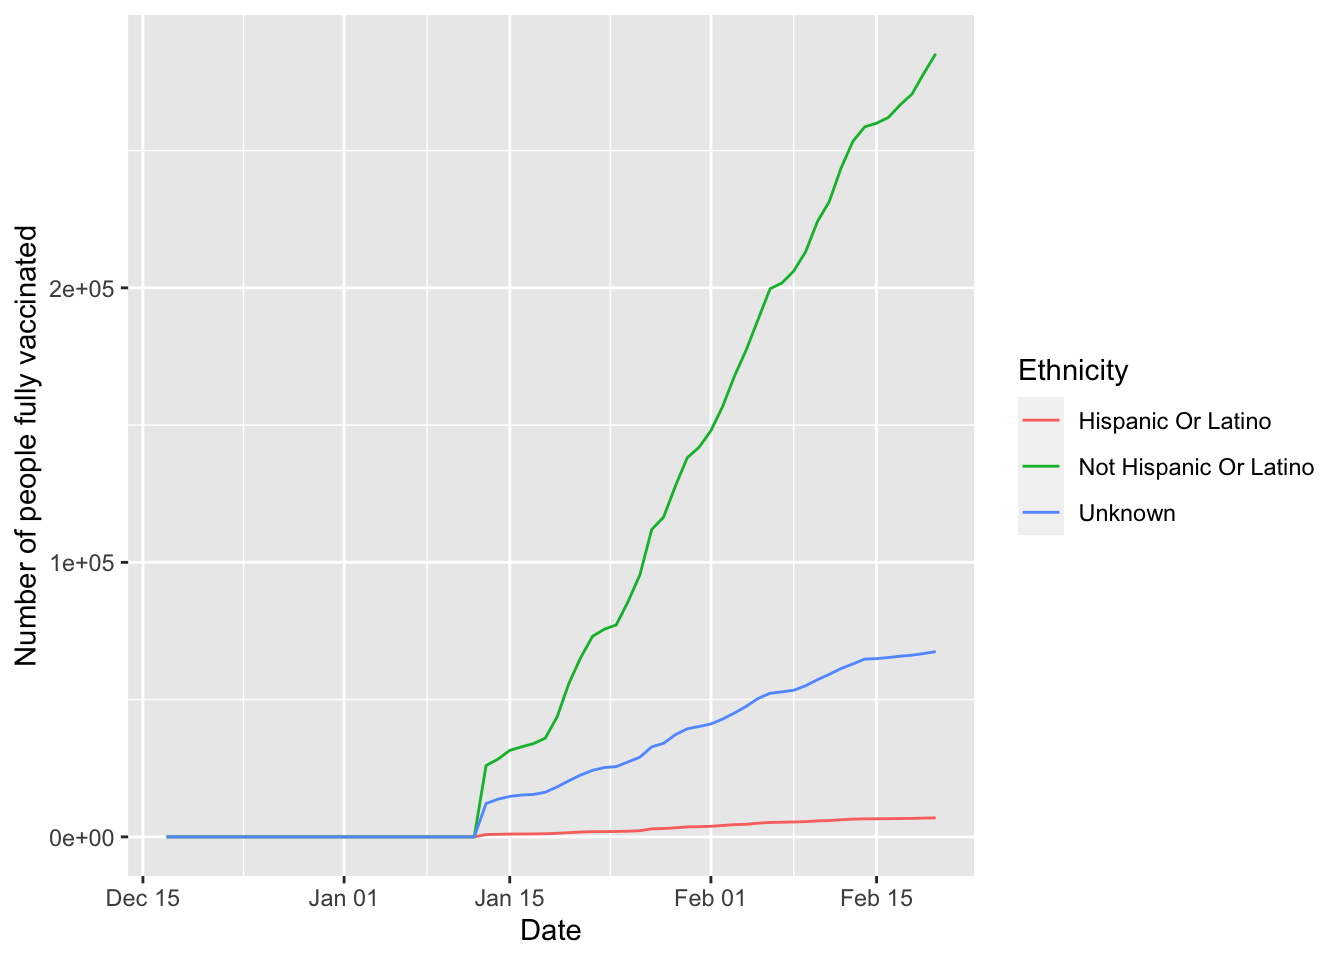 Number of people fully vaccinated
2e+05
1e+05
0e+00
Dec 15
Jan 01
Jan 15
Feb 01
Feb 15
Date
Ethnicity
Hispanic Or Latino
Not Hispanic Or Latino
Unknown